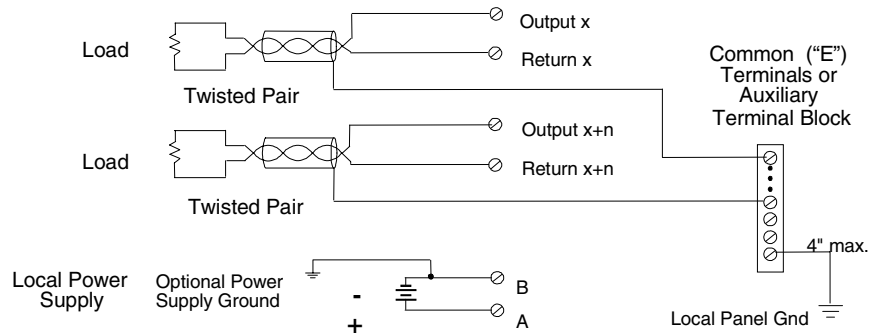 Output x
Load
Return x
Twisted Pair
Common ("E")
Terminals or
Auxiliary
Terminal Block
Output x+n
Load
Return x+n
Twisted Pair
4" max.
Local Power
Supply
Optional Power
Supply Ground
-
+
B
A
Local Panel Gnd